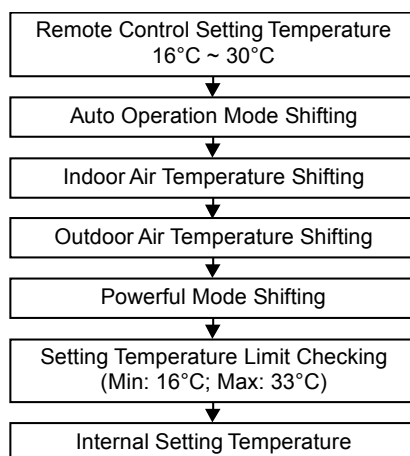 Remote Control Setting Temperature
16°C ~ 30°C
Auto Operation Mode Shifting
Indoor Air Temperature Shifting
Outdoor Air Temperature Shifting
Powerful Mode Shifting
Setting Temperature Limit Checking
(Min: 16°C; Max: 33°C)
Internal Setting Temperature